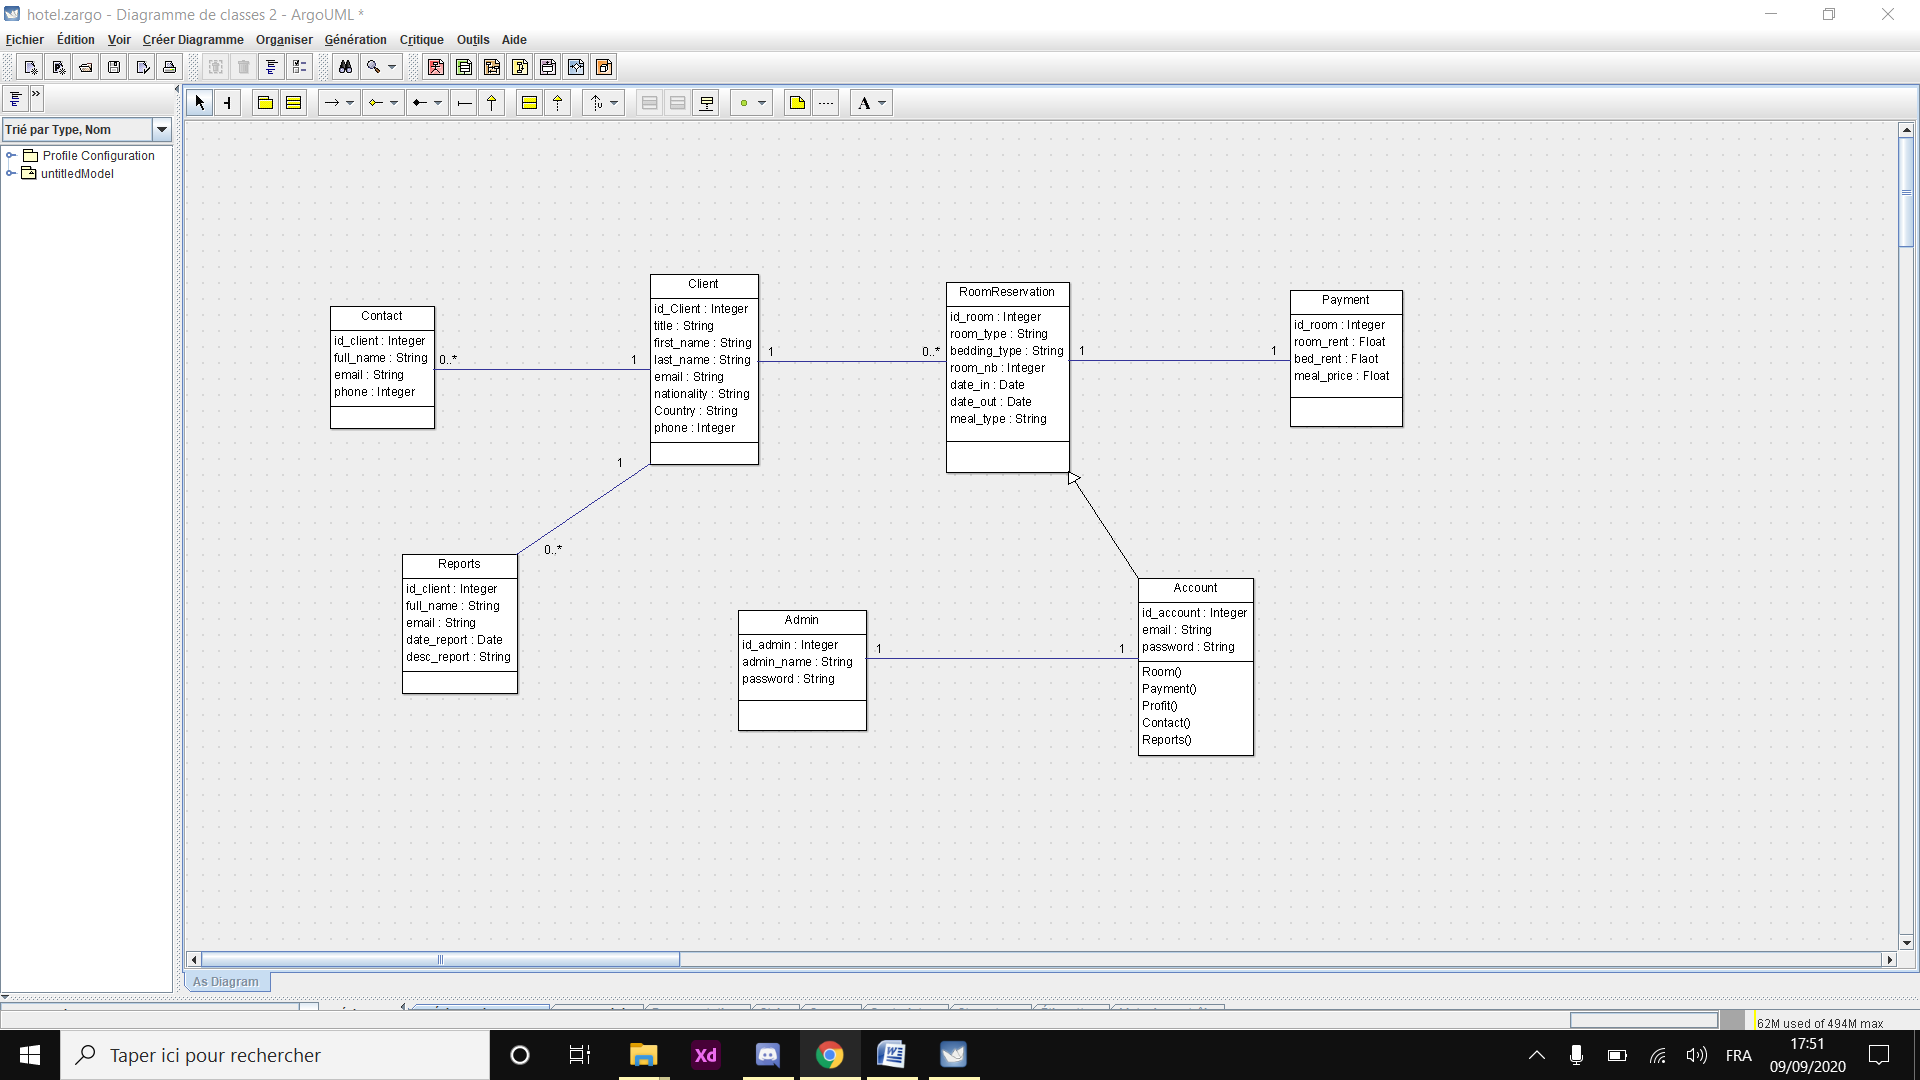 hotel.zargo - Diagramme de classes 2 - ArgoUML *
Fichier Édition Voir Créer Diagramme Organiser Génération Critique Outils Aide
Trié par Type, Nom
Profile Configuration
untitledModel
Contact
id_client : Integer
full_name : String
email : String
phone : Integer
0..*
1
Client
id_Client : Integer
title : String
first_name : String
last_name : String
email : String
nationality : String
Country : String
phone : Integer
1
0..*
RoomReservation
id_room : Integer
room_type : String
bedding_type : String
room_nb : Integer
date_in : Date
date_out : Date
meal_type : String
1
1
Payment
id_room : Integer
room_rent : Float
bed_rent : Flaot
meal_price : Float
1
0..*
Reports
id_client : Integer
full_name : String
email : String
date_report : Date
desc_report : String
Admin
id_admin : Integer
admin_name : String
password : String
1
1
Account
id_account : Integer
email : String
password : String
Room()
Payment()
Profit()
Contact()
Reports()
As Diagram
62M used of 494M max
Taper ici pour rechercher
Xd
FRA
17:51
09/09/2020